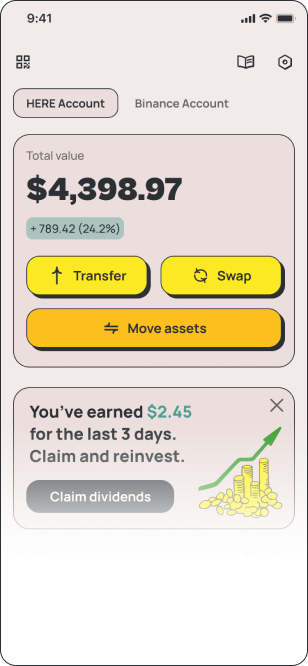 9:41
HERE Account
Binance Account
Total value
$4,398.97
+ 789.42 (24.2%)
Transfer
Swap
Move assets
You've earned $2.45
for the last 3 days.
Claim and reinvest.
Claim dividends